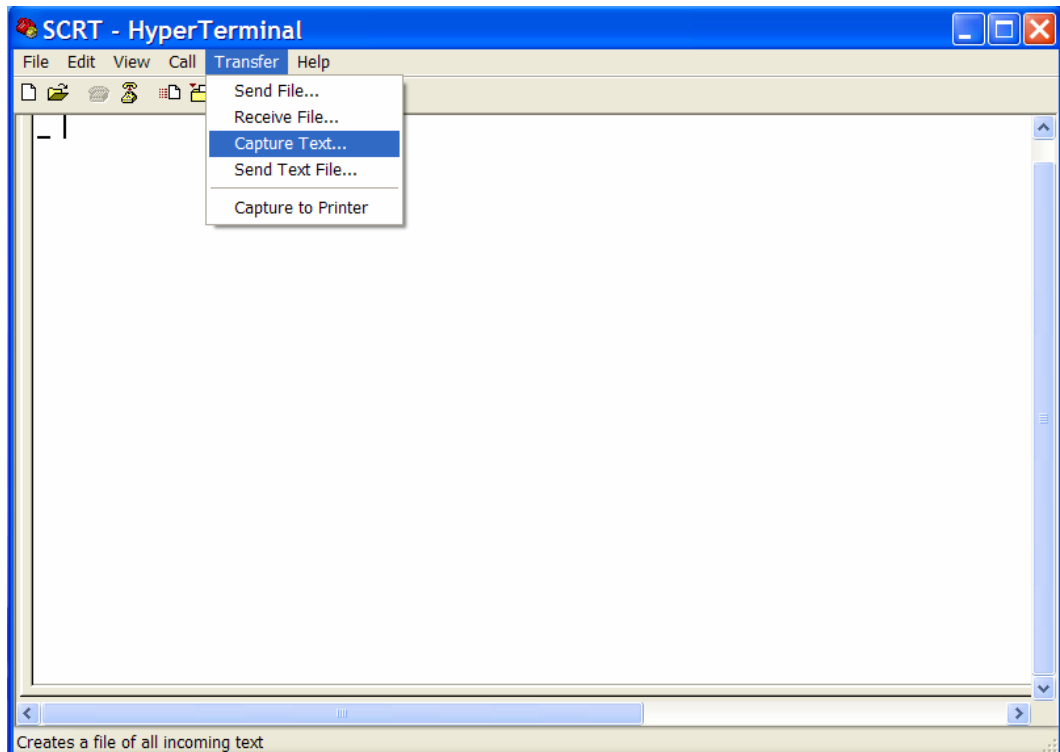 SCRT - HyperTerminal
File Edit View Call Transfer Help
Send File...
Receive File...
Capture Text...
Send Text File...
Capture to Printer
_
Creates a file of all incoming text